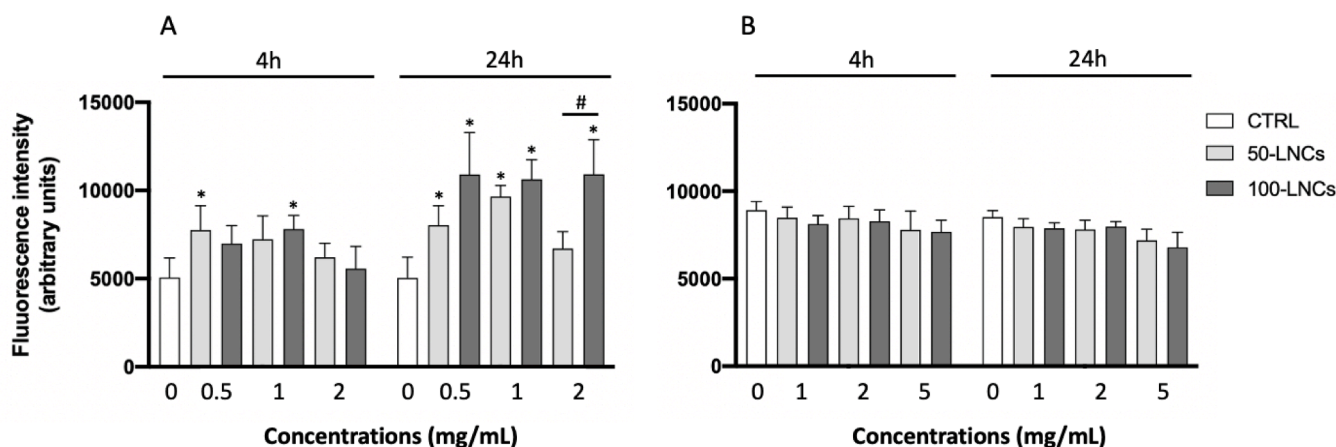 A
B
4h
24h
4h
24h
15000
10000
5000
0
Fluuorescence intensity
(arbitrary units)
*
*
*
*
*
*
#
*
0 0.5 1 2 0 0.5 1 2
Concentrations (mg/mL)
15000
10000
5000
0
0 1 2 5 0 1 2 5
Concentrations (mg/mL)
CTRL
50-LNCs
100-LNCs